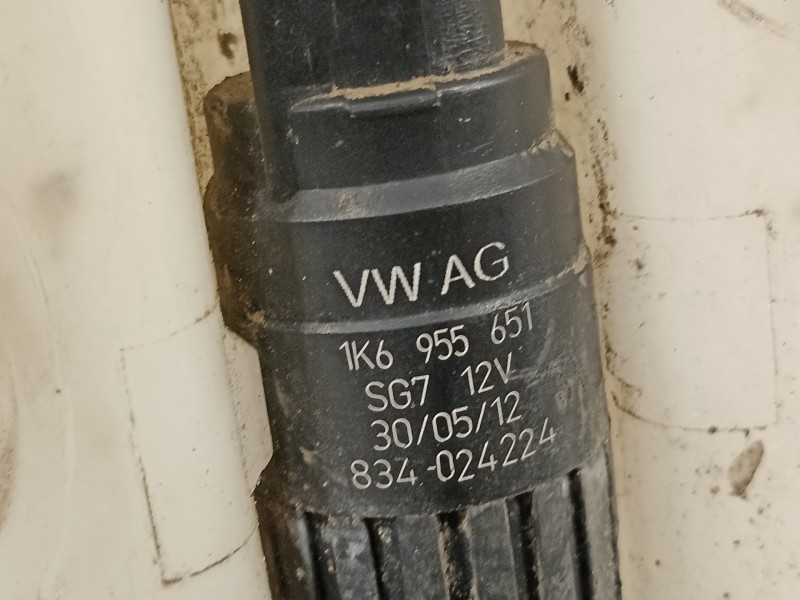 VW AG
1K6 955 651
SG7 12V
30/05/12
834-024224